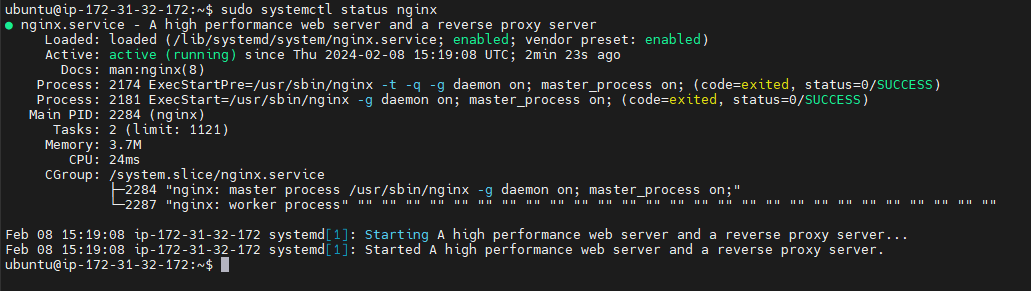 ubuntu@ip-172-31-32-172:~$ sudo systemctl status nginx
● nginx.service - A high performance web server and a reverse proxy server
Loaded: loaded (/lib/systemd/system/nginx.service; enabled; vendor preset: enabled)
Active: active (running) since Thu 2024-02-08 15:19:08 UTC; 2min 23s ago
Docs: man:nginx(8)
Process: 2174 ExecStartPre=/usr/sbin/nginx -t -q -g daemon on; master_process on; (code=exited, status=0/SUCCESS)
Process: 2181 ExecStart=/usr/sbin/nginx -g daemon on; master_process on; (code=exited, status=0/SUCCESS)
Main PID: 2284 (nginx)
Tasks: 2 (limit: 1121)
Memory: 3.7M
CPU: 24ms
CGroup: /system.slice/nginx.service
├─2284 "nginx: master process /usr/sbin/nginx -g daemon on; master_process on;"
└─2287 "nginx: worker process" "" "" "" "" "" "" "" "" "" "" "" "" "" "" "" "" "" "" "" "" "" "" "" "" "" "" ""
Feb 08 15:19:08 ip-172-31-32-172 systemd[1]: Starting A high performance web server and a reverse proxy server...
Feb 08 15:19:08 ip-172-31-32-172 systemd[1]: Started A high performance web server and a reverse proxy server.
ubuntu@ip-172-31-32-172:~$